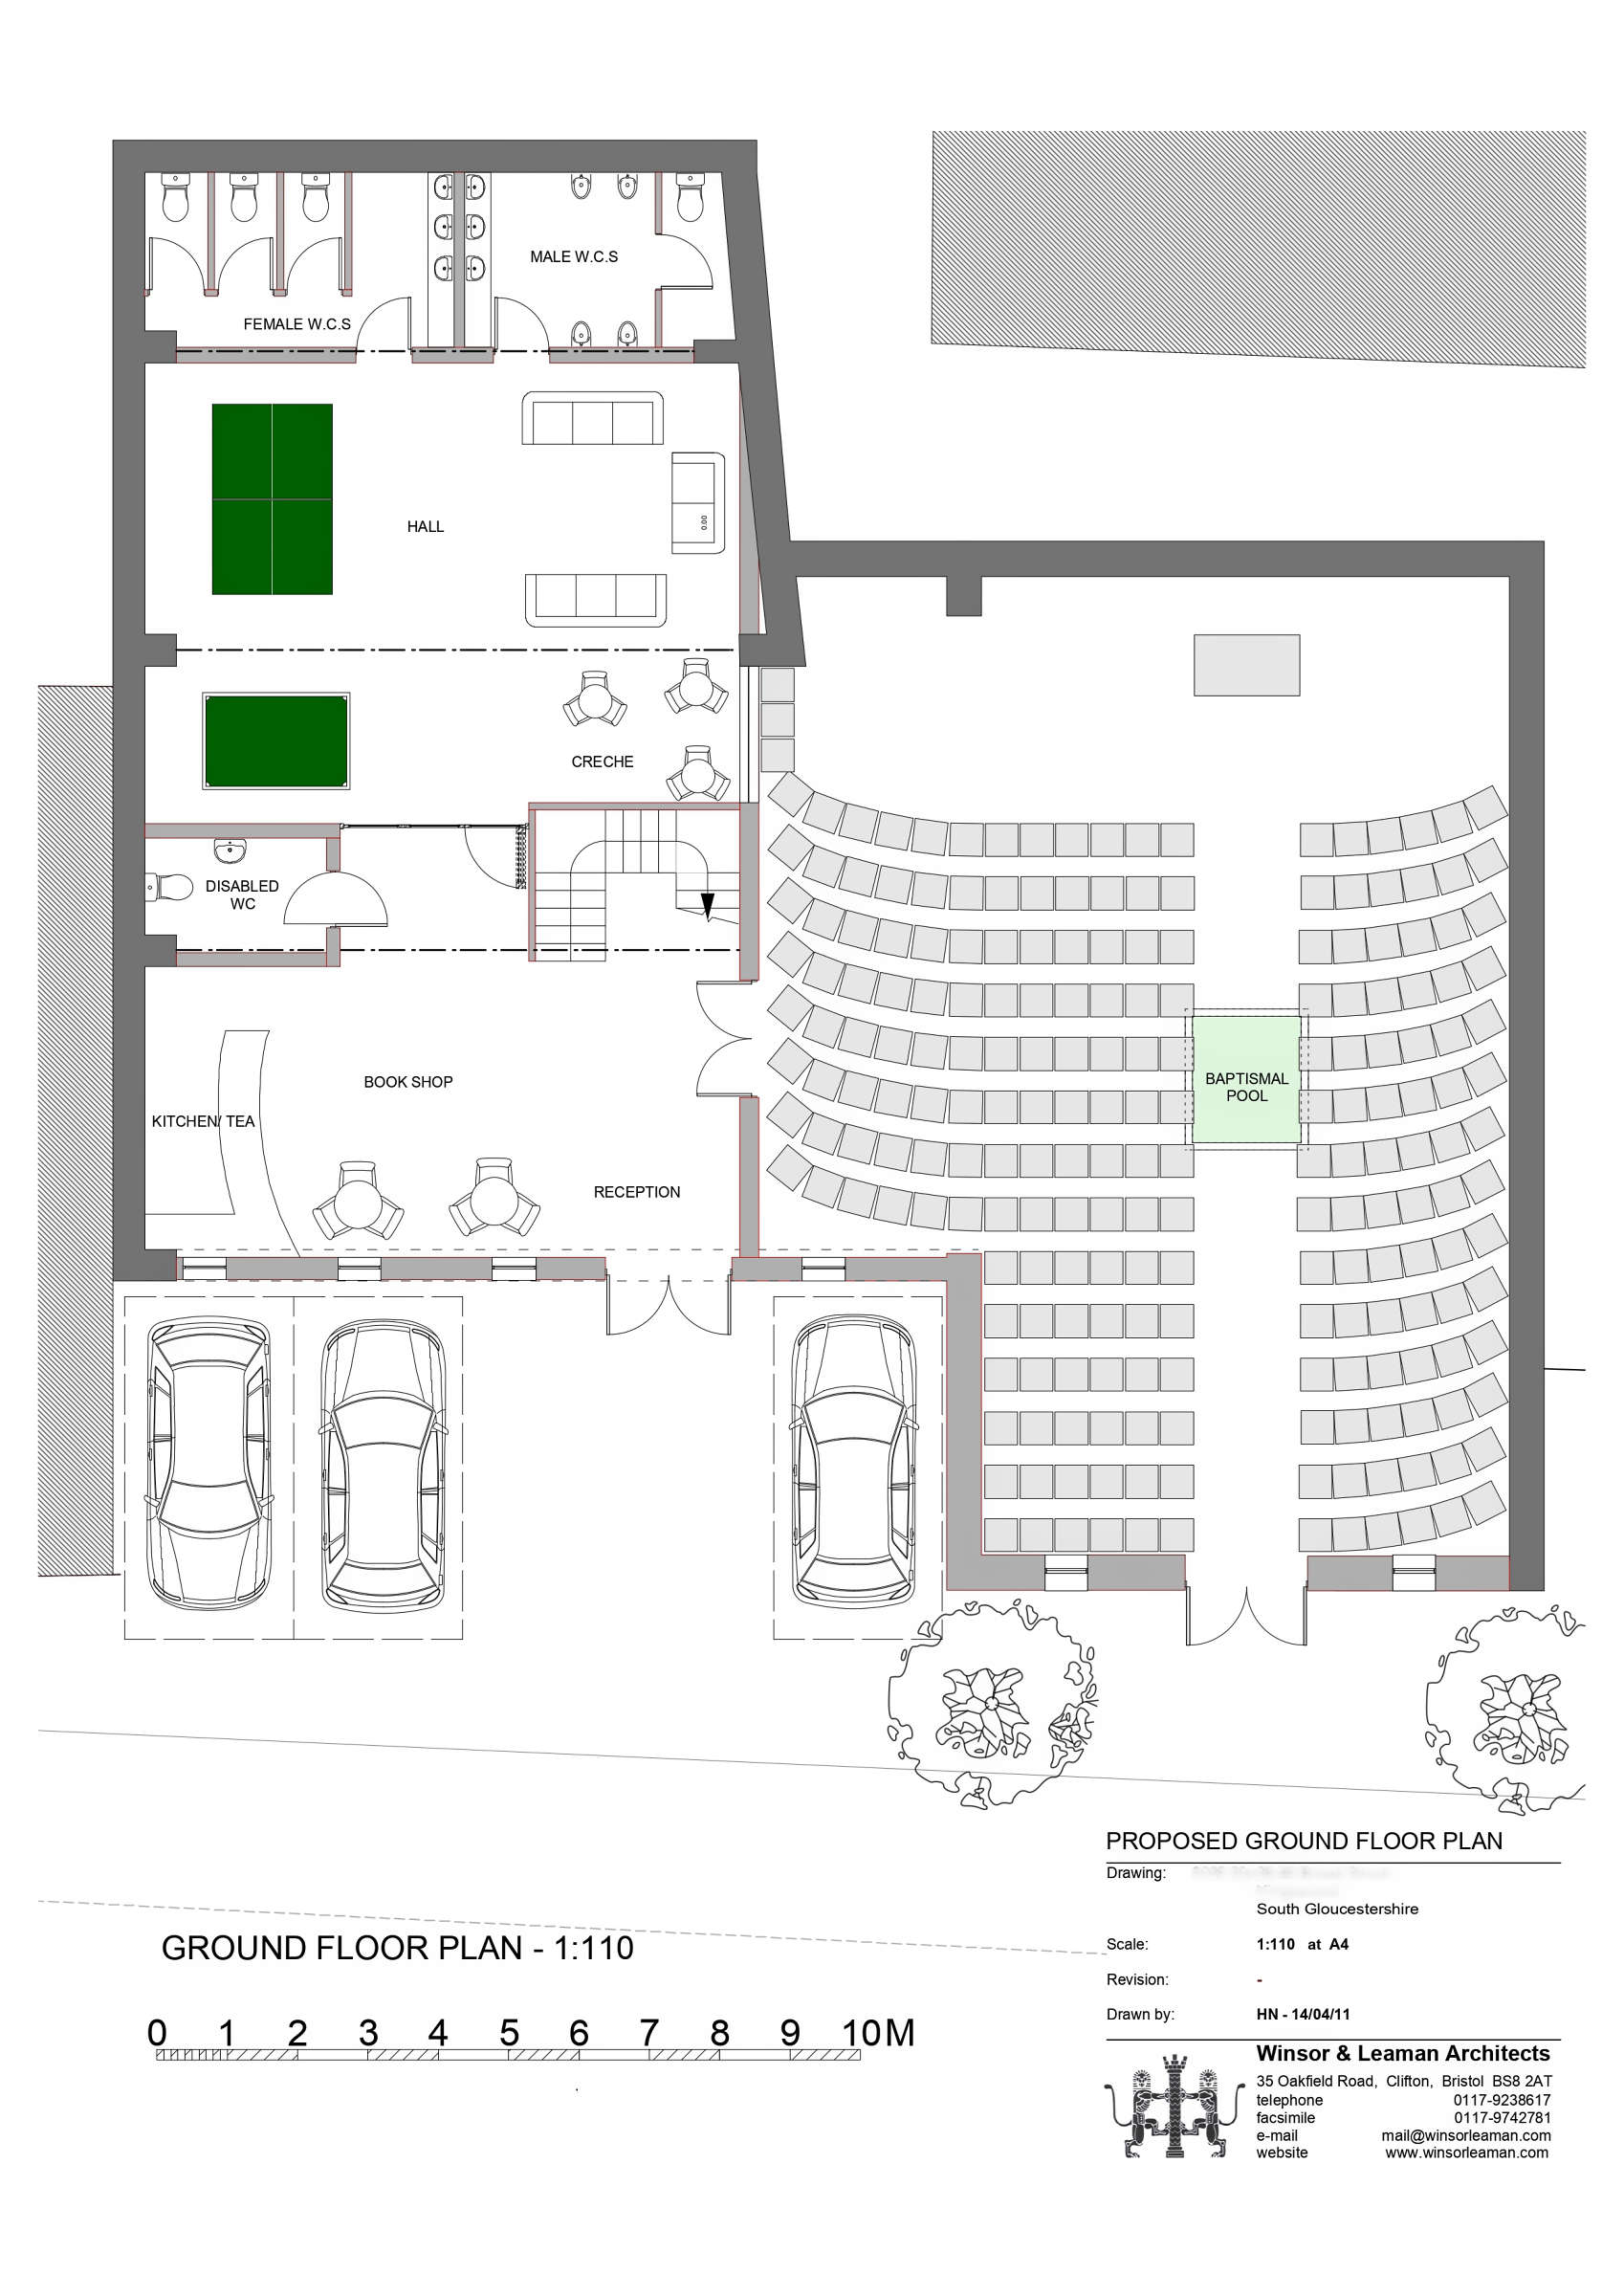 MALE W.C.S
FEMALE W.C.S
0.00
HALL
CRECHE
DISABLED
WC
BOOK SHOP
BAPTISMAL
POOL
KITCHEN/ TEA
RECEPTION
PROPOSED GROUND FLOOR PLAN
Drawing:
South Gloucestershire
GROUND FLOOR PLAN - 1:110
Scale: 1:110 at A4
Revision: -
Drawn by: HN - 14/04/11
0 1 2 3 4 5 6 7 8 9 10M
Winsor & Leaman Architects
35 Oakfield Road, Clifton, Bristol BS8 2AT
telephone 0117-9238617
facsimile 0117-9742781
e-mail mail@winsorleaman.com
website www.winsorleaman.com